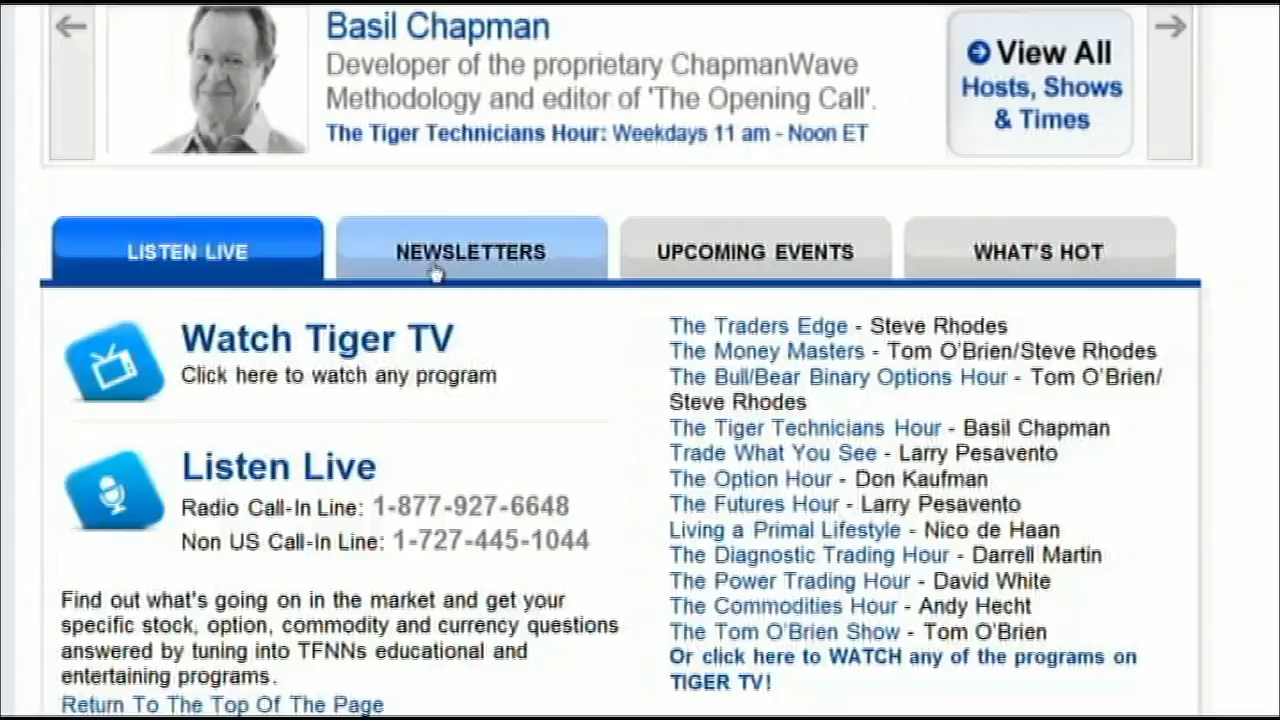 Basil Chapman
Developer of the proprietary ChapmanWave
Methodology and editor of 'The Opening Call'.
The Tiger Technicians Hour: Weekdays 11 am - Noon ET
View All
Hosts, Shows
& Times
LISTEN LIVE
NEWSLETTERS
UPCOMING EVENTS
WHAT'S HOT
Watch Tiger TV
Click here to watch any program
Listen Live
Radio Call-In Line: 1-877-927-6648
Non US Call-In Line: 1-727-445-1044
Find out what's going on in the market and get your
specific stock, option, commodity and currency questions
answered by tuning into TFNNs educational and
entertaining programs.
Return To The Top Of The Page
The Traders Edge - Steve Rhodes
The Money Masters - Tom O'Brien/Steve Rhodes
The Bull/Bear Binary Options Hour - Tom O'Brien/
Steve Rhodes
The Tiger Technicians Hour - Basil Chapman
Trade What You See - Larry Pesavento
The Option Hour - Don Kaufman
The Futures Hour - Larry Pesavento
Living a Primal Lifestyle - Nico de Haan
The Diagnostic Trading Hour - Darrell Martin
The Power Trading Hour - David White
The Commodities Hour - Andy Hecht
The Tom O'Brien Show - Tom O'Brien
Or click here to WATCH any of the programs on
TIGER TV!